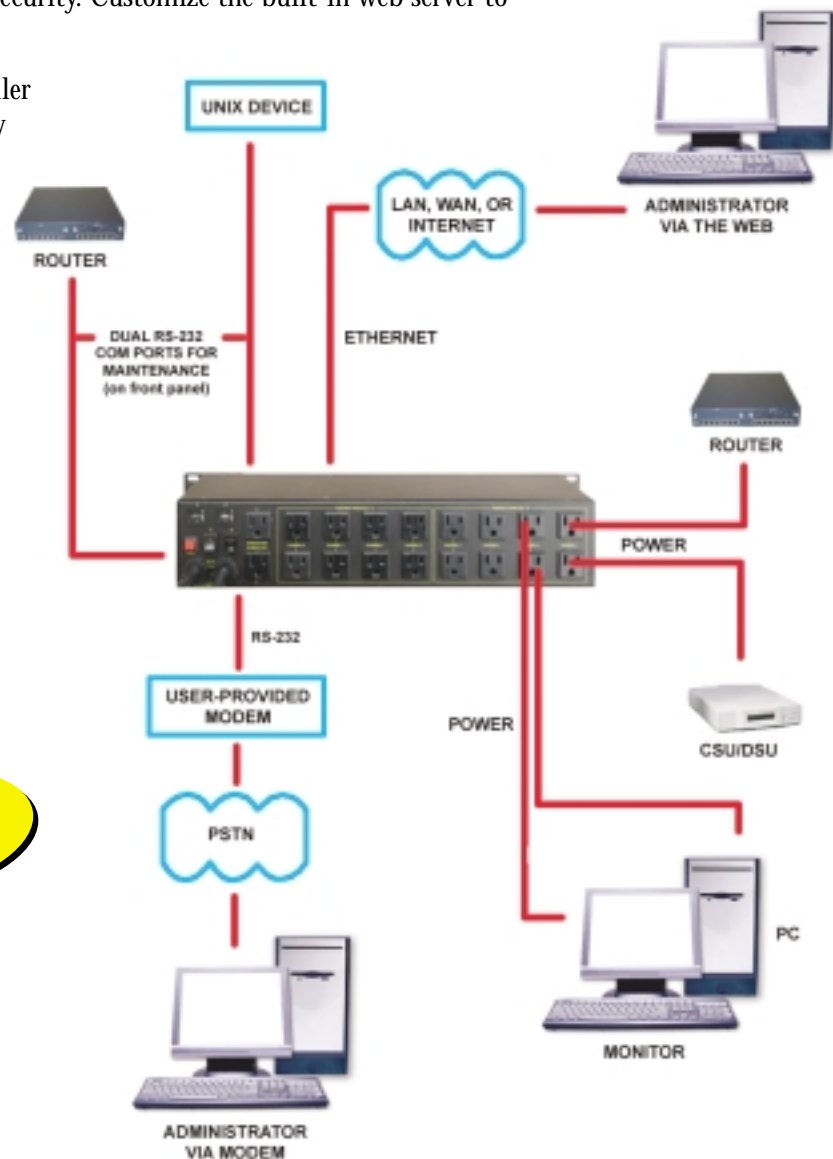 security. Customize the built-in web server to
UNIX DEVICE
LAN, WAN, OR
INTERNET
ADMINISTRATOR
VIA THE WEB
ROUTER
DUAL RS-232
COM PORTS FOR
MAINTENANCE
(on front panel)
ETHERNET
ROUTER
POWER
RS-232
USER-PROVIDED
MODEM
POWER
CSU/DSU
PSTN
PC
MONITOR
ADMINISTRATOR
VIA MODEM